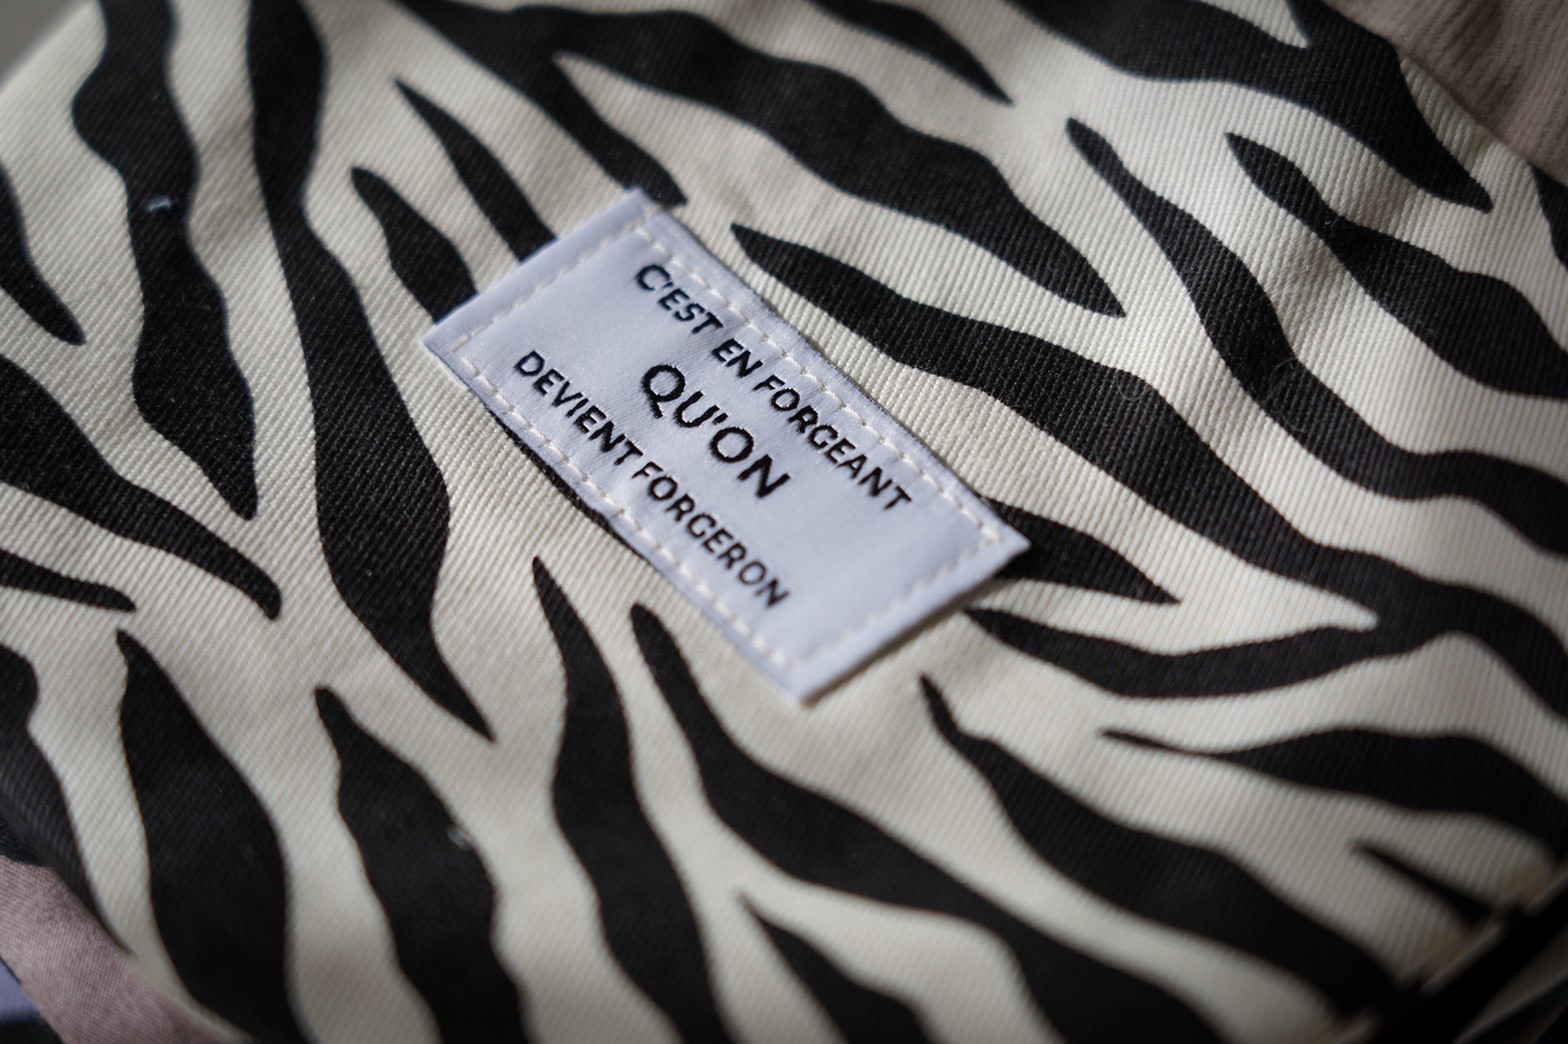 C'EST EN FORGEANT
QU'ON
DEVIENT FORGERON